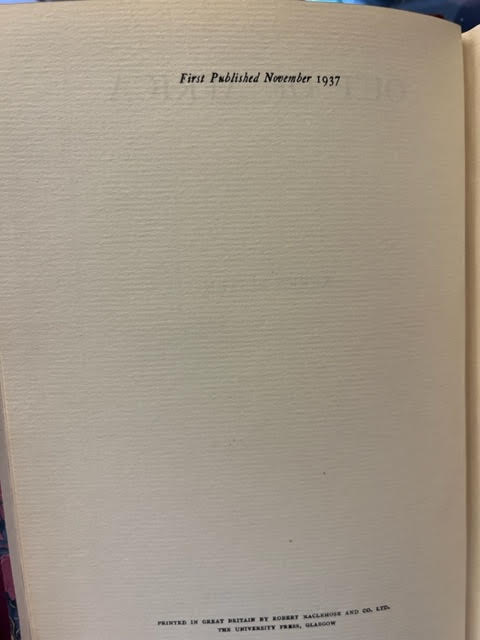 First Published November 1937
PRINTED IN GREAT BRITAIN BY ROBERT MACLEHOSE AND CO. LTD.
THE UNIVERSITY PRESS, GLASGOW